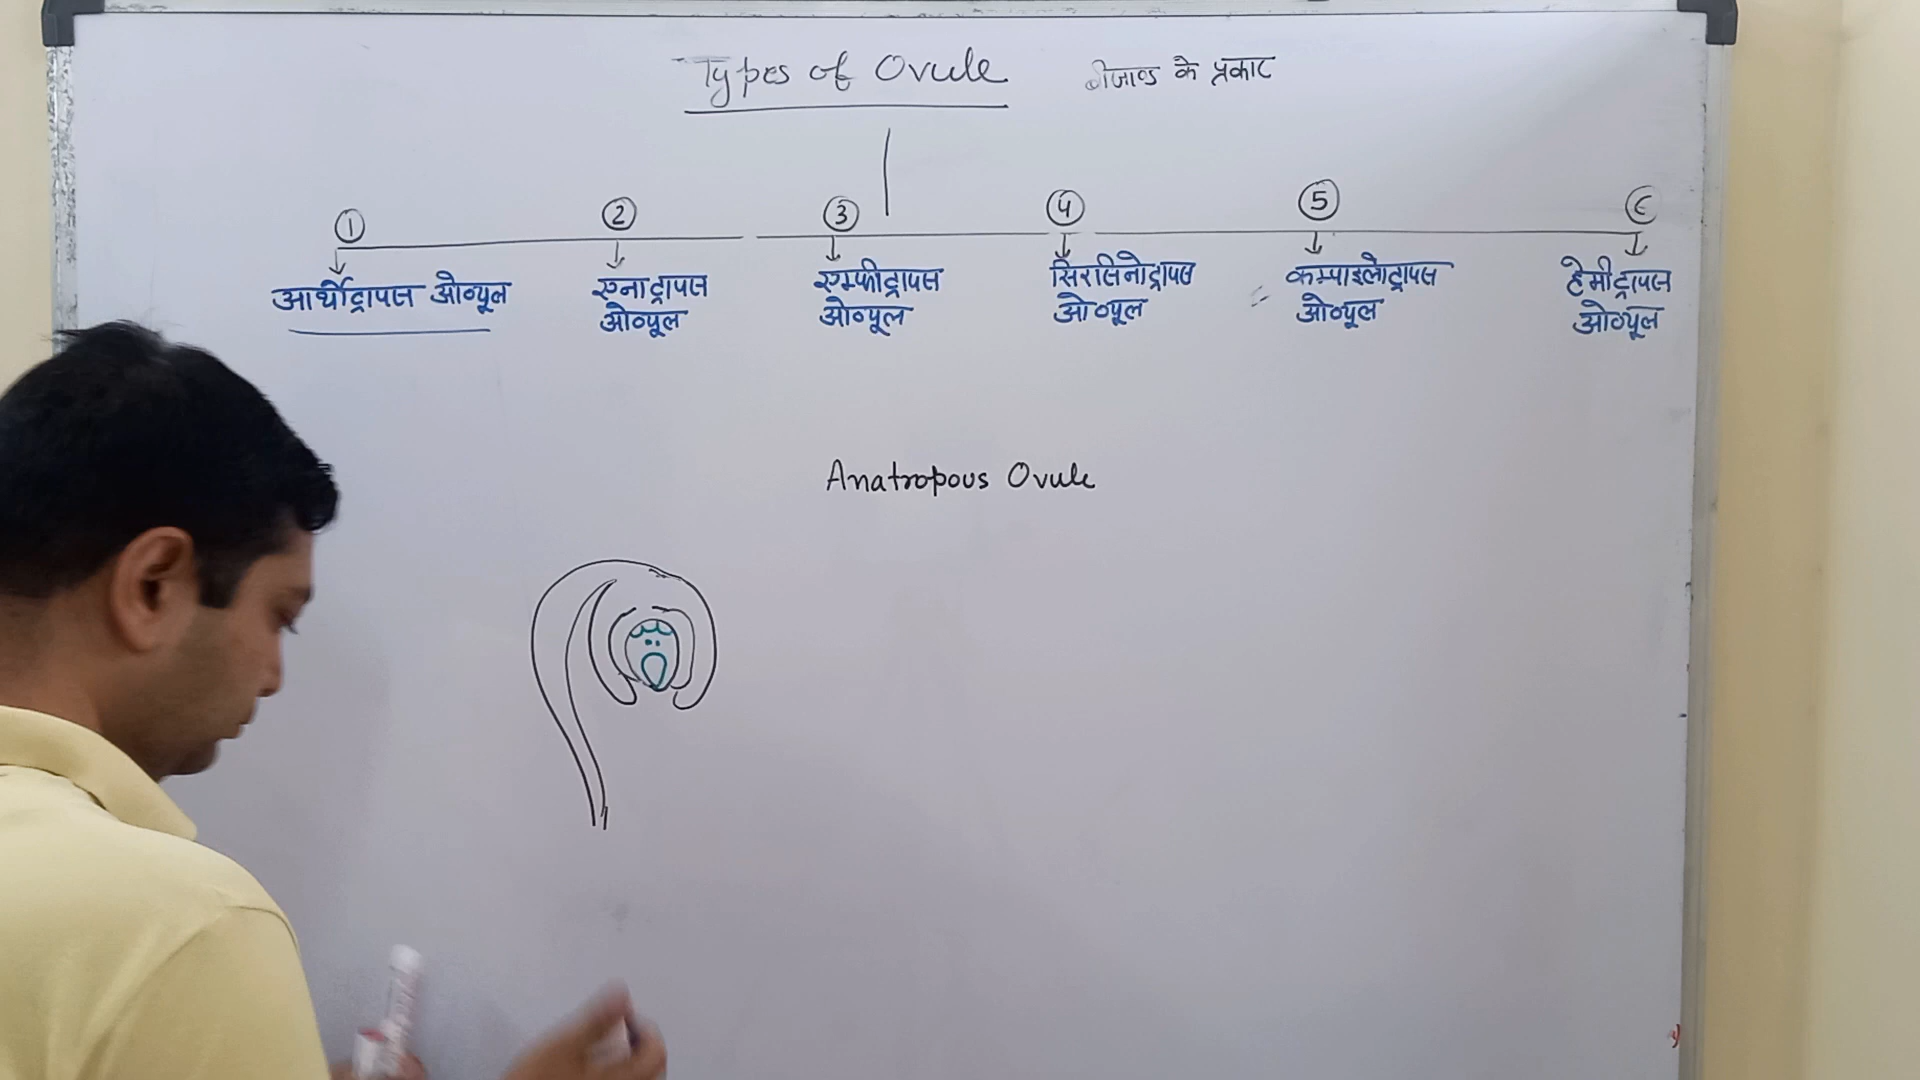 Types of Ovule बीजाण्ड के प्रकार
1 2 3 4 5 6
आर्थोट्रापस ओव्यूल
एनाट्रापस ओव्यूल
एम्फीट्रापस ओव्यूल
सिरसिनोट्रापस ओव्यूल
कम्पाइलोट्रापस ओव्यूल
हेमीट्रापस ओव्यूल
Anatropous Ovule